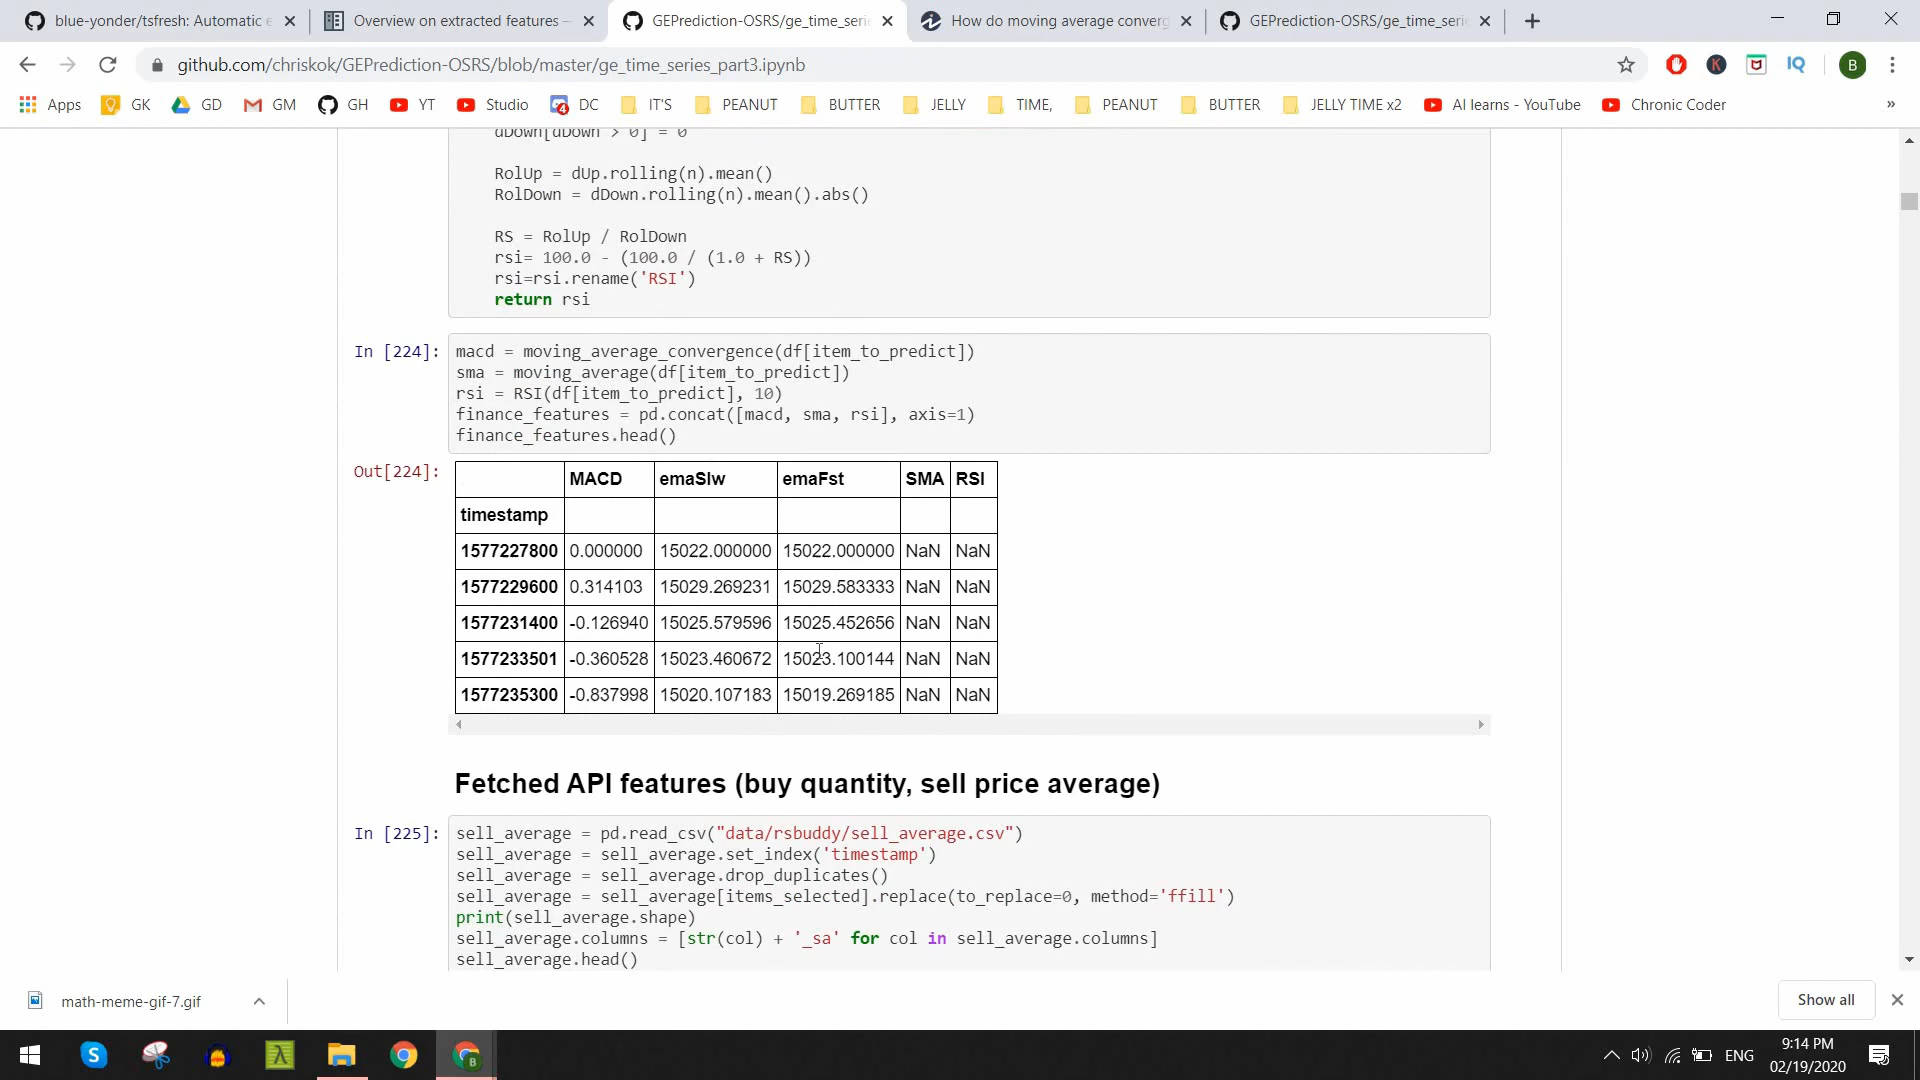 blue-yonder/tsfresh: Automatic e
Overview on extracted features —
GEPrediction-OSRS/ge_time_seri
How do moving average converg
GEPrediction-OSRS/ge_time_seri
github.com/chriskok/GEPrediction-OSRS/blob/master/ge_time_series_part3.ipynb
K
IQ
B
Apps GK GD GM GH YT Studio DC IT'S PEANUT BUTTER JELLY TIME, PEANUT BUTTER JELLY TIME x2 AI learns - YouTube Chronic Coder »
dDown[dDown > 0] = 0
RolUp = dUp.rolling(n).mean()
RolDown = dDown.rolling(n).mean().abs()
RS = RolUp / RolDown
rsi= 100.0 - (100.0 / (1.0 + RS))
rsi=rsi.rename('RSI')
return rsi
In [224]: macd = moving_average_convergence(df[item_to_predict])
sma = moving_average(df[item_to_predict])
rsi = RSI(df[item_to_predict], 10)
finance_features = pd.concat([macd, sma, rsi], axis=1)
finance_features.head()
Out[224]:
MACD emaSlw emaFst SMA RSI
timestamp
1577227800 0.000000 15022.000000 15022.000000 NaN NaN
1577229600 0.314103 15029.269231 15029.583333 NaN NaN
1577231400 -0.126940 15025.579596 15025.452656 NaN NaN
1577233501 -0.360528 15023.460672 15023.100144 NaN NaN
1577235300 -0.837998 15020.107183 15019.269185 NaN NaN
Fetched API features (buy quantity, sell price average)
In [225]: sell_average = pd.read_csv("data/rsbuddy/sell_average.csv")
sell_average = sell_average.set_index('timestamp')
sell_average = sell_average.drop_duplicates()
sell_average = sell_average[items_selected].replace(to_replace=0, method='ffill')
print(sell_average.shape)
sell_average.columns = [str(col) + '_sa' for col in sell_average.columns]
sell_average.head()
math-meme-gif-7.gif
Show all
ENG
9:14 PM
02/19/2020